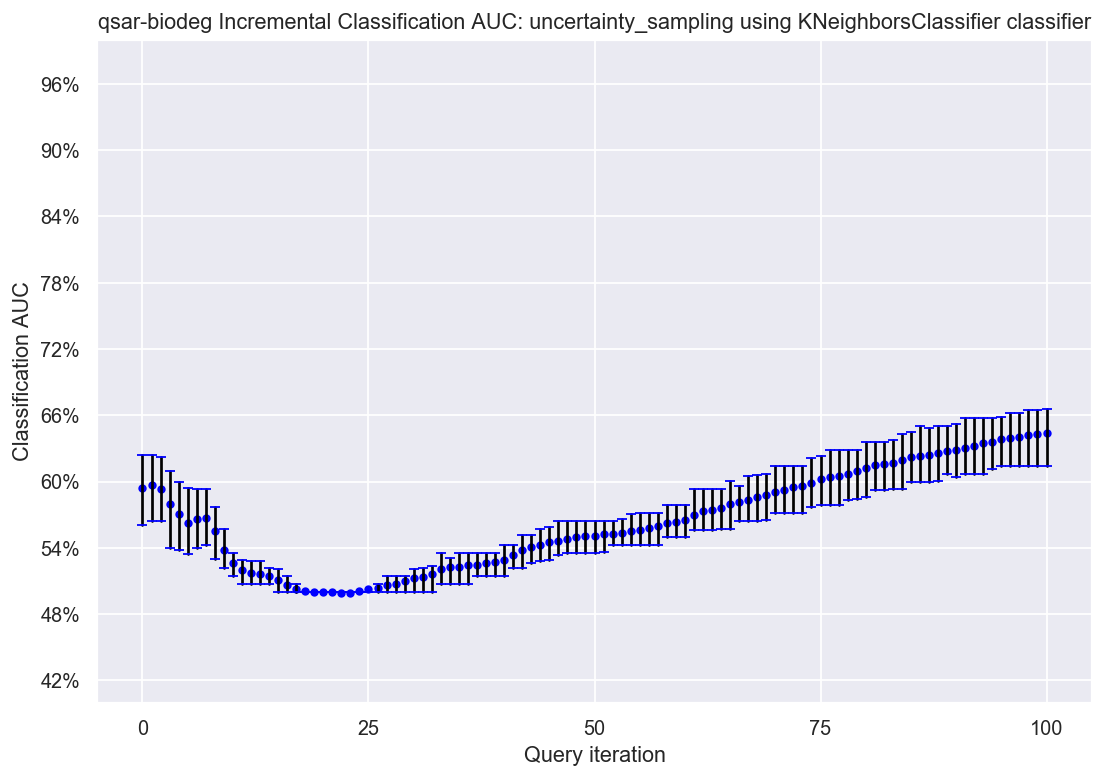 qsar-biodeg Incremental Classification AUC: uncertainty_sampling using KNeighborsClassifier classifier
96%
90%
84%
78%
72%
66%
60%
54%
48%
42%
Classification AUC
0 25 50 75 100
Query iteration